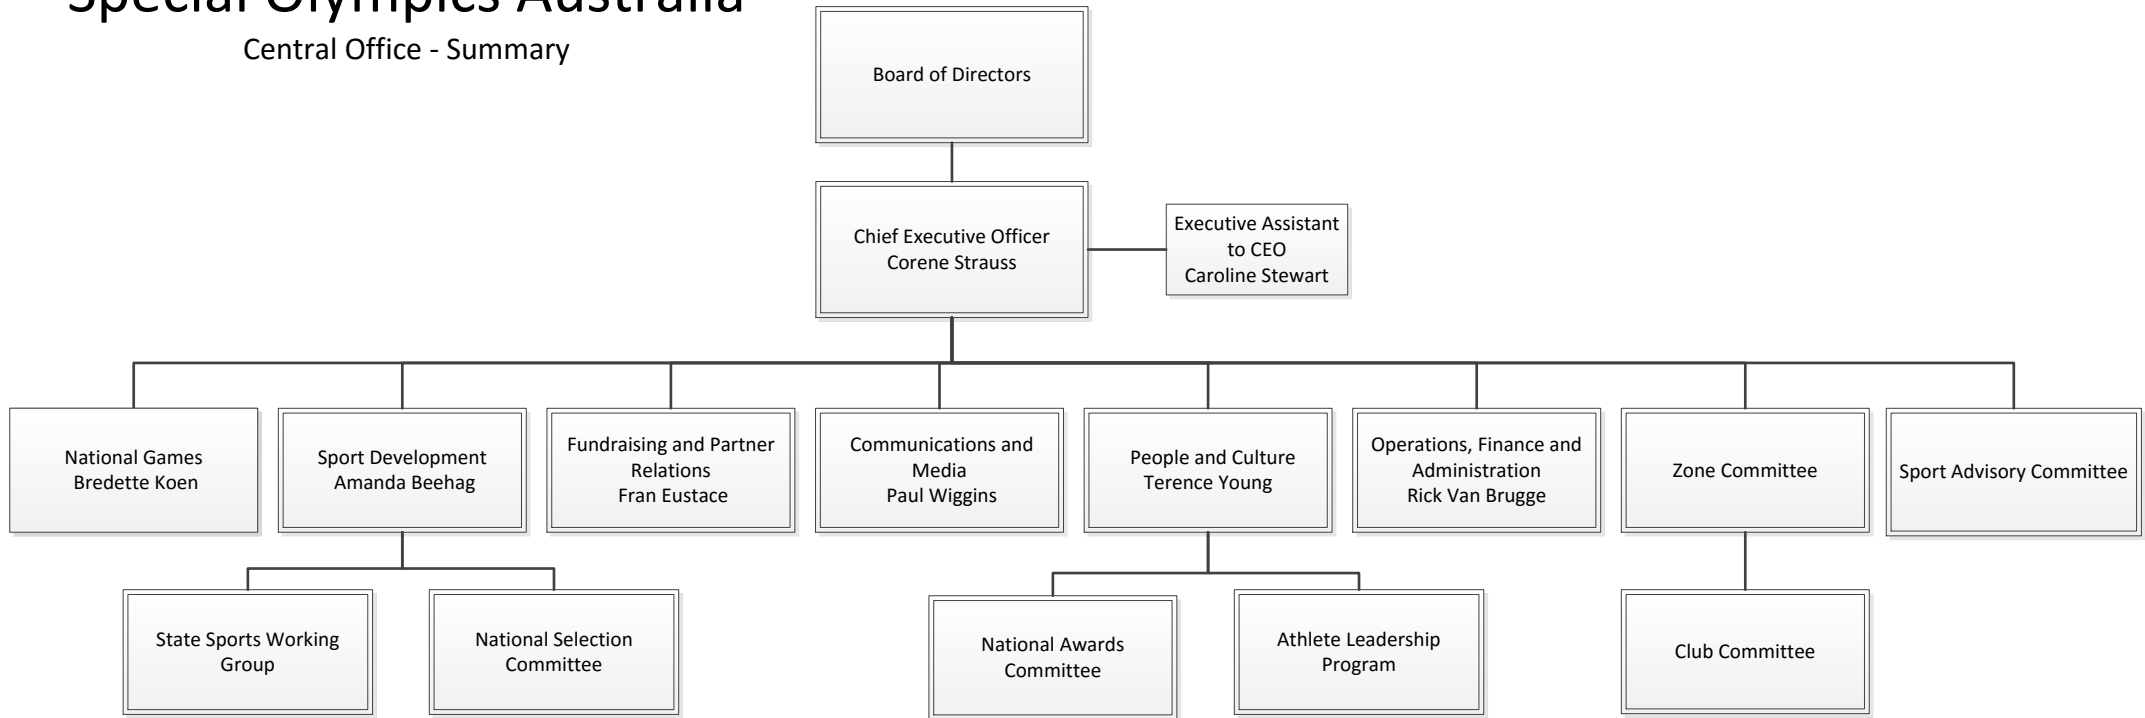 Special Olympics Australia
Central Office - Summary
Board of Directors
Chief Executive Officer
Corene Strauss
Executive Assistant
to CEO
Caroline Stewart
National Games
Bredette Koen
Sport Development
Amanda Beehag
Fundraising and Partner
Relations
Fran Eustace
Communications and
Media
Paul Wiggins
People and Culture
Terence Young
Operations, Finance and
Administration
Rick Van Brugge
Zone Committee
Sport Advisory Committee
State Sports Working
Group
National Selection
Committee
National Awards
Committee
Athlete Leadership
Program
Club Committee